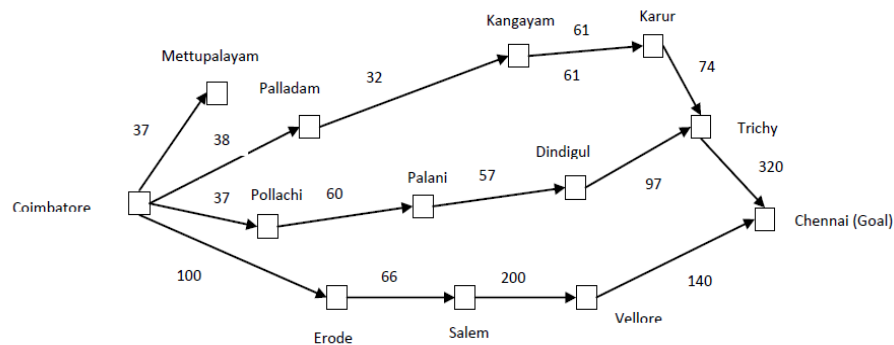 Kangayam
Karur
61
Mettupalayam
32
61
74
Palladam
37
38
Trichy
Dindigul
320
Palani
57
37
Pollachi
60
97
Coimbatore
Chennai (Goal)
100
66
200
140
Erode
Salem
Vellore